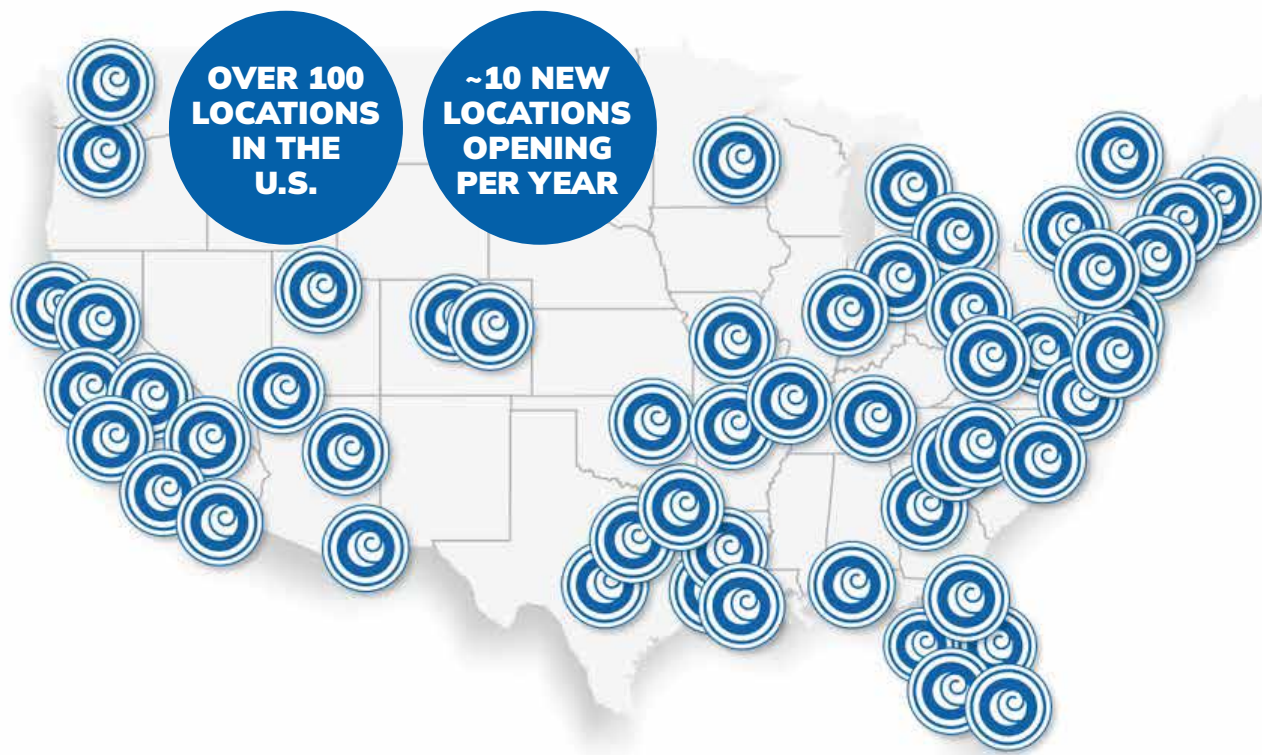 OVER 100
LOCATIONS
IN THE
U.S.
~10 NEW
LOCATIONS
OPENING
PER YEAR